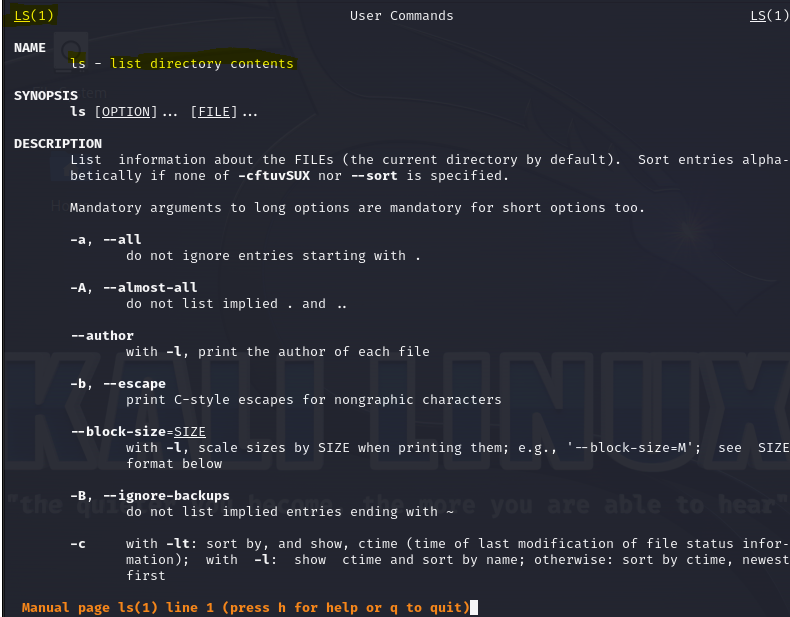 LS(1) User Commands LS(1)
NAME
ls - list directory contents
SYNOPSIS
ls [OPTION]... [FILE]...
DESCRIPTION
List information about the FILEs (the current directory by default). Sort entries alpha-
betically if none of -cftuvSUX nor --sort is specified.
Mandatory arguments to long options are mandatory for short options too.
-a, --all
do not ignore entries starting with .
-A, --almost-all
do not list implied . and ..
--author
with -l, print the author of each file
-b, --escape
print C-style escapes for nongraphic characters
--block-size=SIZE
with -l, scale sizes by SIZE when printing them; e.g., '--block-size=M'; see SIZE
format below
-B, --ignore-backups
do not list implied entries ending with ~
-c with -lt: sort by, and show, ctime (time of last modification of file status infor-
mation); with -l: show ctime and sort by name; otherwise: sort by ctime, newest
first
Manual page ls(1) line 1 (press h for help or q to quit)
KALI LINUX
"the become, the more you are able to hear"